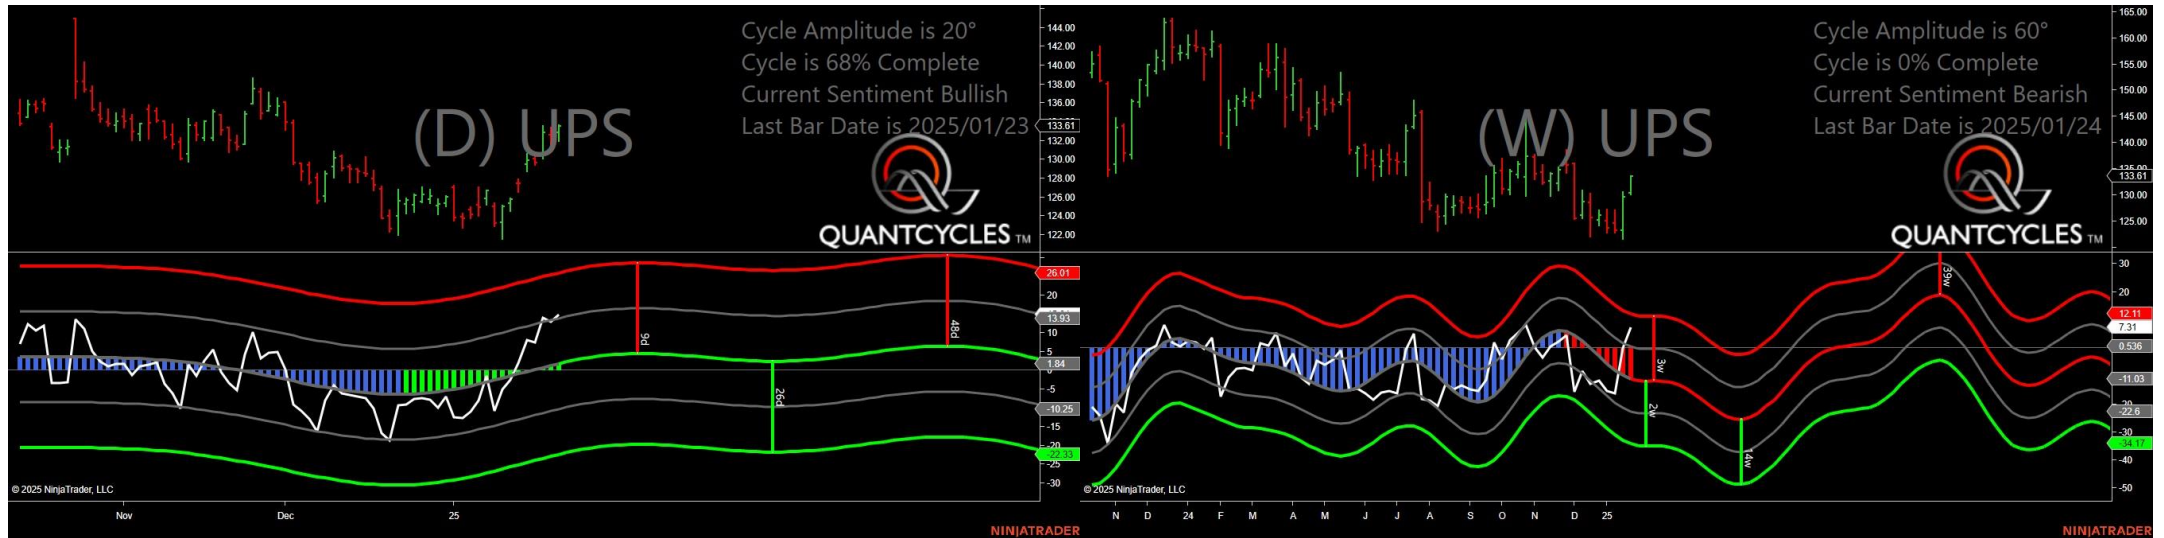 Cycle Amplitude is 20°
Cycle is 68% Complete
Current Sentiment Bullish
Last Bar Date is 2025/01/23
(D) UPS
QUANTCYCLES TM
144.00
142.00
140.00
138.00
136.00
133.61
132.00
130.00
128.00
126.00
124.00
122.00
26.01
20
13.93
10
5
1.84
0
-5
-10.25
-15
-20
-22.33
-25
-30
9d
26d
48d
© 2025 NinjaTrader, LLC
Nov
Dec
25
NINJATRADER
Cycle Amplitude is 60°
Cycle is 0% Complete
Current Sentiment Bearish
Last Bar Date is 2025/01/24
(W) UPS
QUANTCYCLES TM
165.00
160.00
155.00
150.00
145.00
140.00
135.00
133.61
130.00
125.00
30
20
12.11
7.31
0.536
-11.03
-22.6
-30
-34.17
-40
-50
3w
2w
14w
39w
© 2025 NinjaTrader, LLC
N D 24 F M A M J J A S O N D 25
NINJATRADER